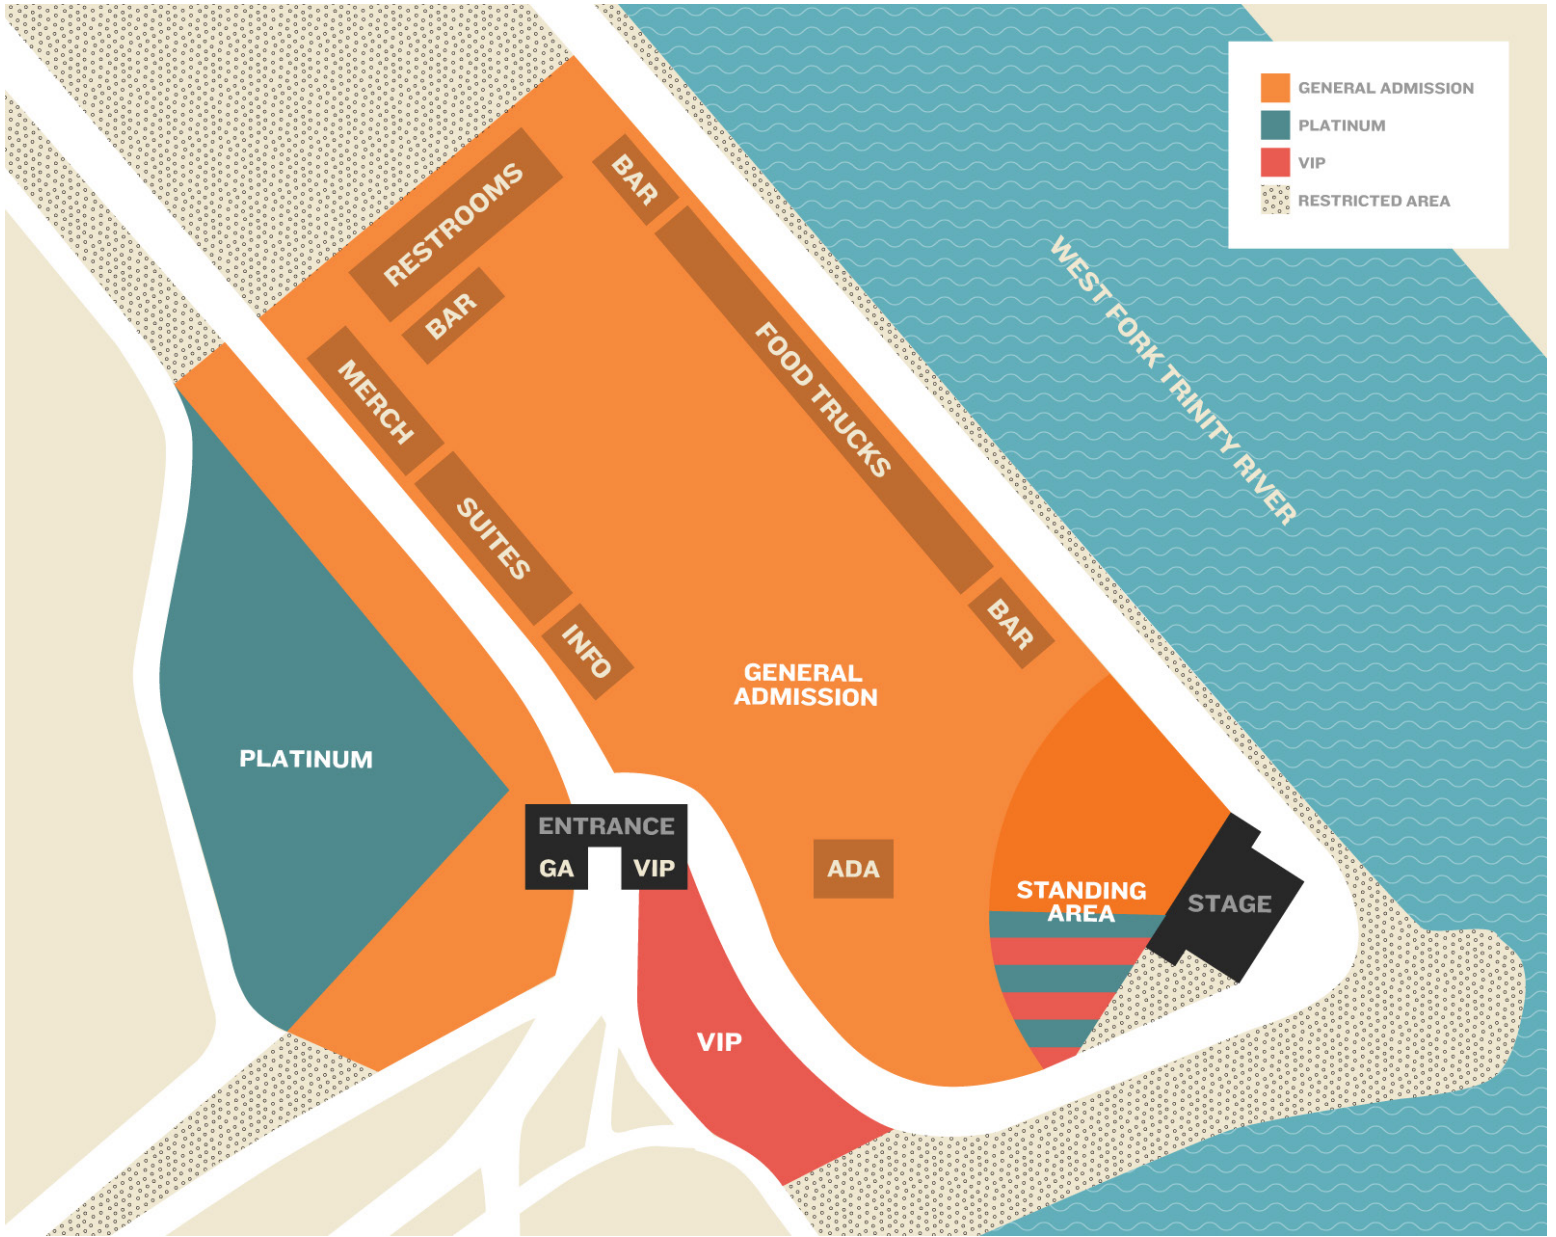 GENERAL ADMISSION
PLATINUM
VIP
RESTRICTED AREA
RESTROOMS
BAR
BAR
MERCH
FOOD TRUCKS
WEST FORK TRINITY RIVER
SUITES
INFO
BAR
GENERAL
ADMISSION
PLATINUM
ENTRANCE
GA
VIP
ADA
STANDING
AREA
STAGE
VIP